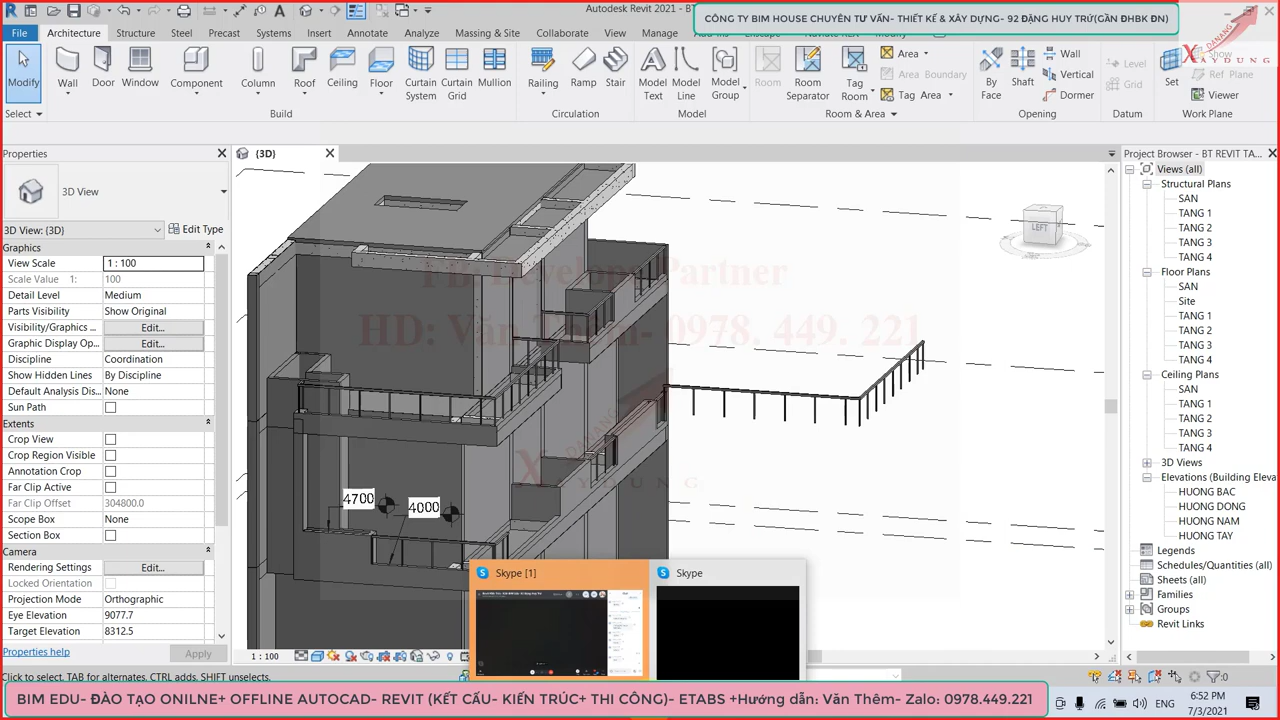 Autodesk Revit 2021
CÔNG TY BIM HOUSE CHUYÊN TƯ VẤN- THIẾT KẾ & XÂY DỰNG- 92 ĐẶNG HUY TRỨ(GẦN ĐHBK ĐN)
File
Architecture
Structure
Steel
Precast
Systems
Insert
Annotate
Analyze
Massing & Site
Collaborate
View
Manage
Modify
Wall
Door
Window
Component
Column
Roof
Ceiling
Floor
Curtain System
Curtain Grid
Mullion
Railing
Ramp
Stair
Model Text
Model Line
Model Group
Room
Room Separator
Tag Room
Area
Area Boundary
Tag Area
By Face
Shaft
Wall
Vertical
Dormer
Level
Grid
Set
Show
Ref Plane
Viewer
Select
Build
Circulation
Model
Room & Area
Opening
Datum
Work Plane
Properties
(3D)
Project Browser - BT REVIT TA...
3D View
3D View: {3D}
Edit Type
Graphics
View Scale 1 : 100
Scale Value 1: 100
Detail Level Medium
Parts Visibility Show Original
Visibility/Graphics ... Edit...
Graphic Display Op... Edit...
Discipline Coordination
Show Hidden Lines By Discipline
Default Analysis Dis... None
Sun Path
Extents
Crop View
Crop Region Visible
Annotation Crop
Far Clip Active
Far Clip Offset 304800.0
Scope Box None
Section Box
Camera
Rendering Settings Edit...
Locked Orientation
Projection Mode Orthographic
Eye Elevation 9077.7
Target Elevation 8312.5
Properties help
Apply
LEFT
HD: Văn Thêm- 0978. 449. 221
4700
4000
Skype [1]
Skype
Views (all)
Structural Plans
SAN
TANG 1
TANG 2
TANG 3
TANG 4
Floor Plans
SAN
Site
TANG 1
TANG 2
TANG 3
TANG 4
Ceiling Plans
SAN
TANG 1
TANG 2
TANG 3
TANG 4
3D Views
Elevations (Building Eleva
HUONG BAC
HUONG DONG
HUONG NAM
HUONG TAY
Legends
Schedules/Quantities (all)
Sheets (all)
Families
Groups
Revit Links
1 : 100
Click to select, TAB for alternates, CTRL adds, SHIFT unselects.
:0
BIM EDU- ĐÀO TẠO ONILNE+ OFFLINE AUTOCAD- REVIT (KẾT CẤU- KIẾN TRÚC+ THI CÔNG)- ETABS +Hướng dẫn: Văn Thêm- Zalo: 0978.449.221
ENG
6:52 PM
7/3/2021